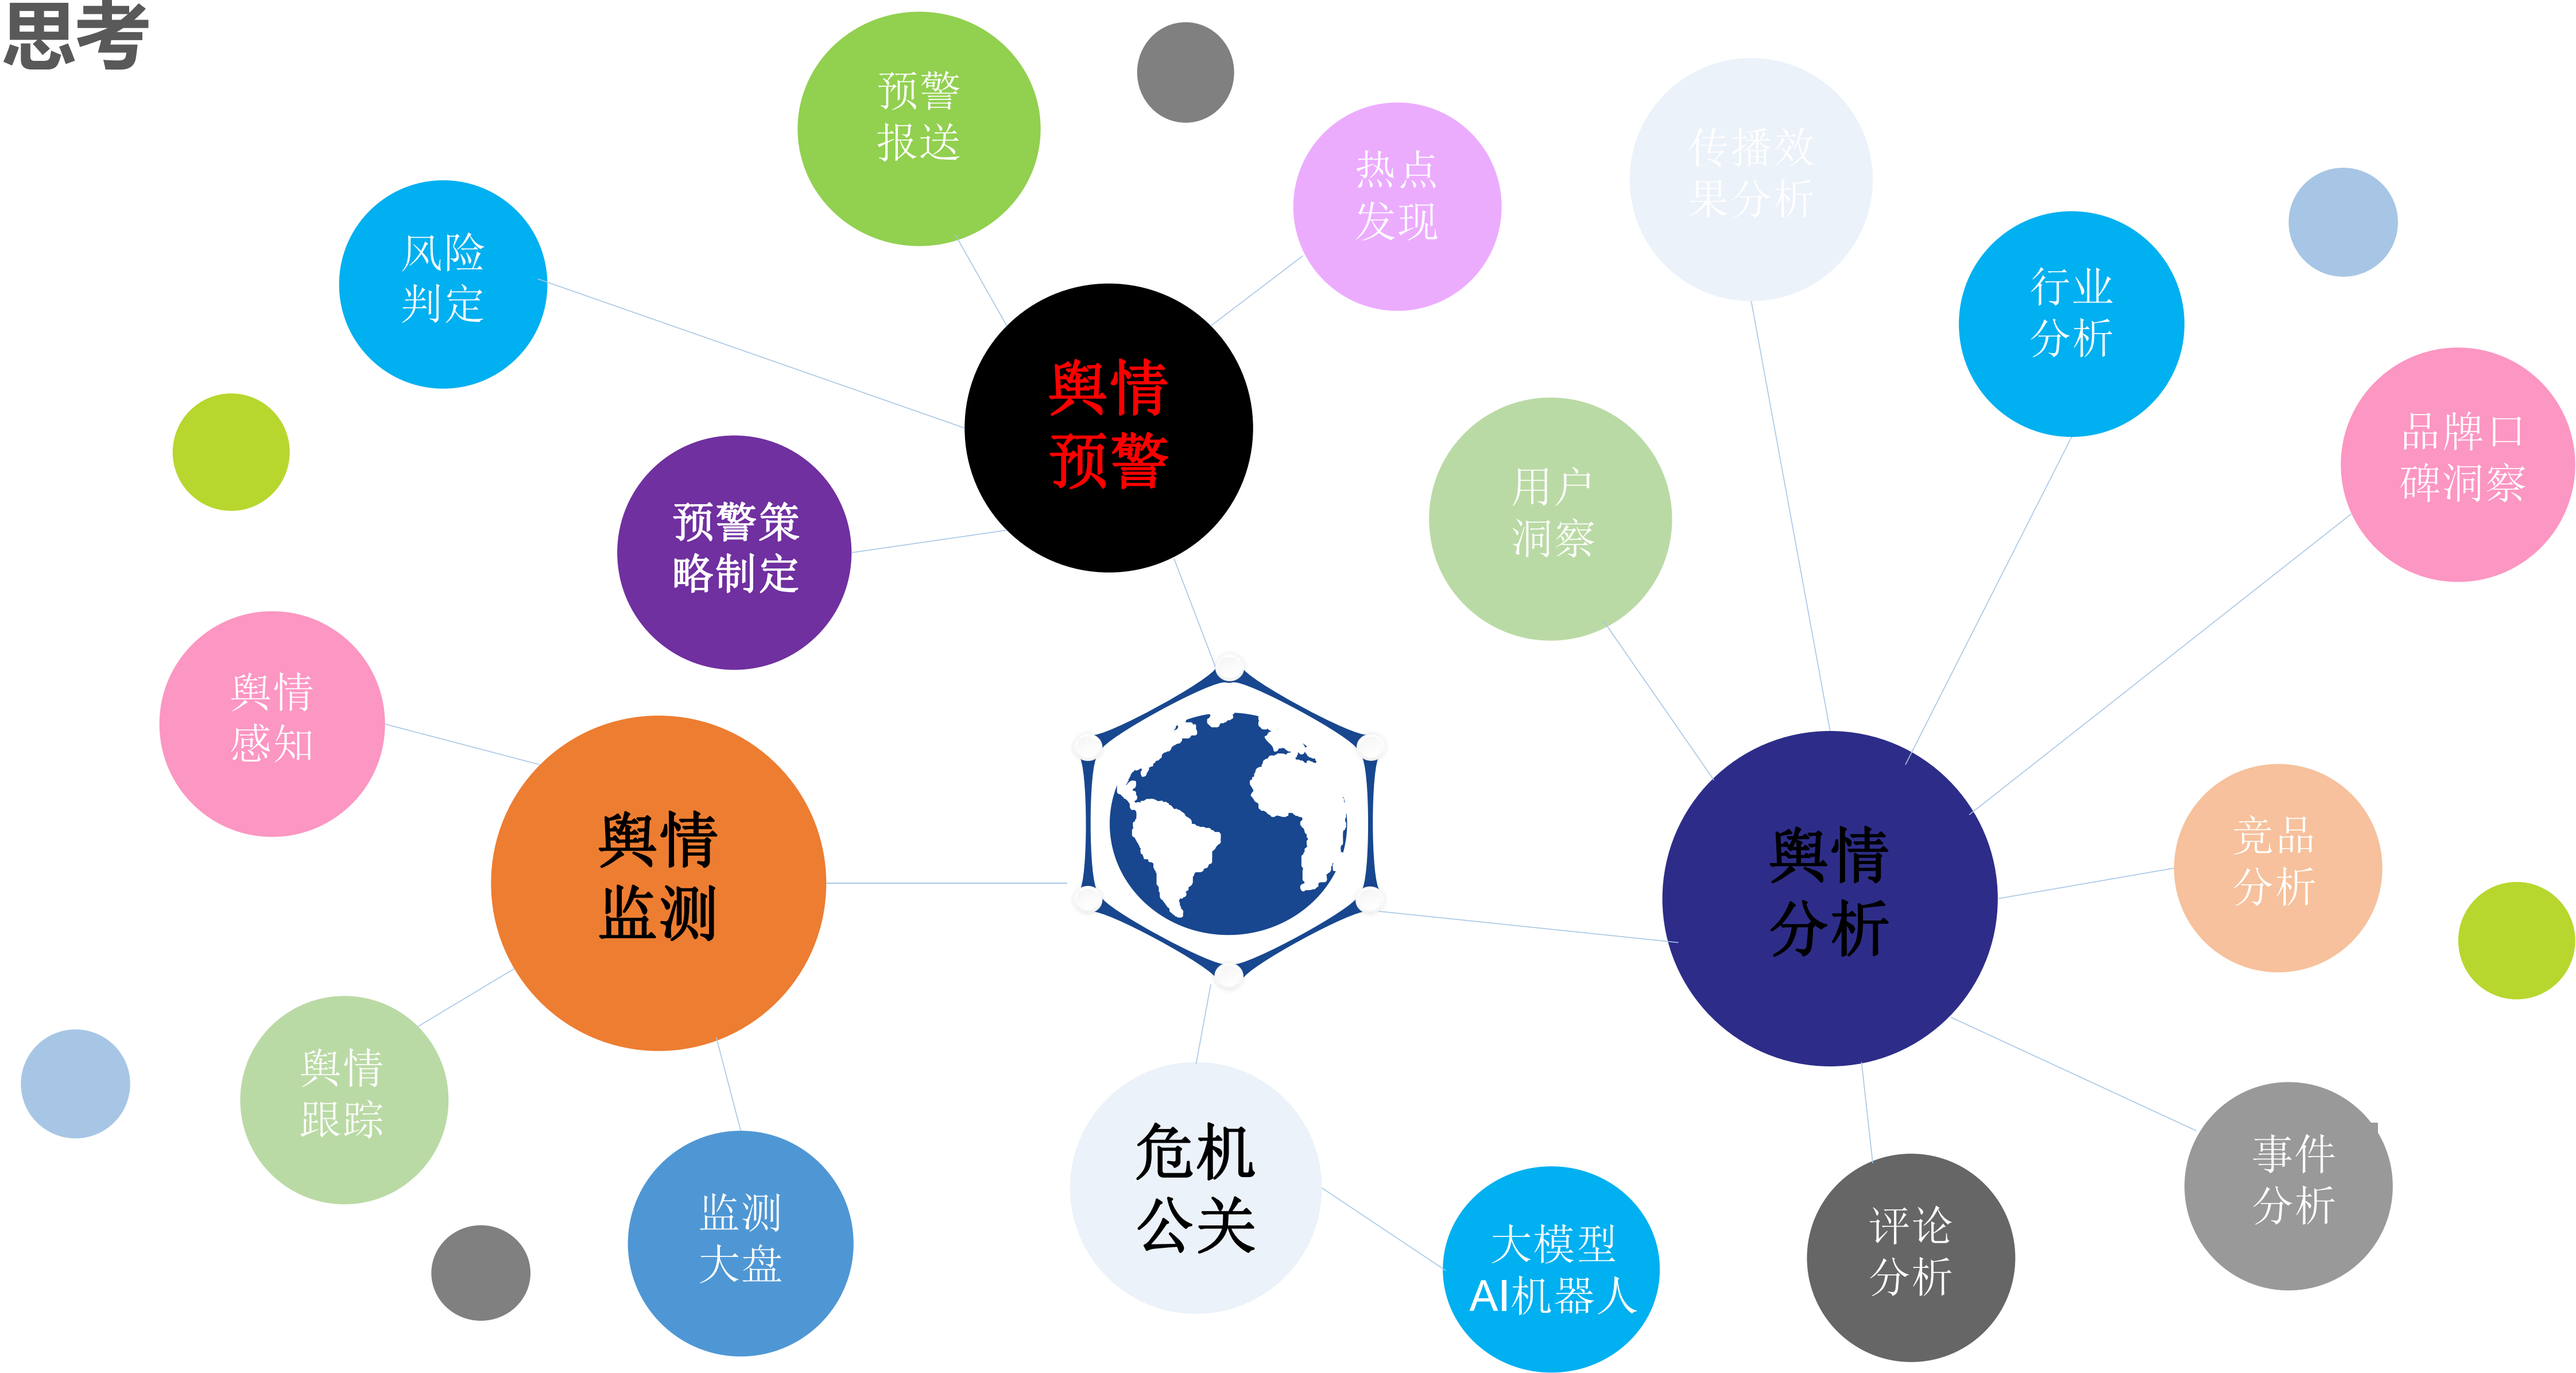 思考
预警
报送
热点
发现
传播效
果分析
风险
判定
行业
分析
舆情
预警
品牌口
碑洞察
用户
洞察
预警策
略制定
舆情
感知
舆情
监测
舆情
分析
竞品
分析
舆情
跟踪
危机
公关
事件
分析
监测
大盘
大模型
AI机器人
评论
分析